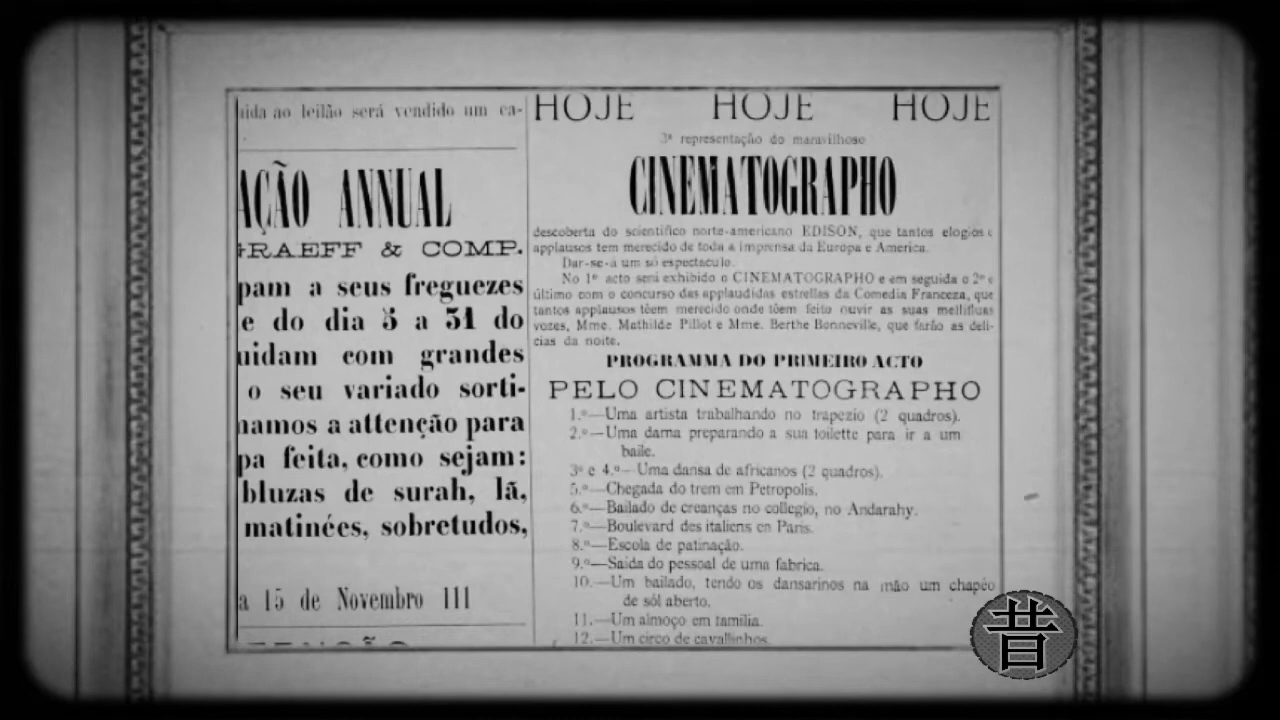 uida ao leilão será vendido um ca-
AÇÃO ANNUAL
GRAEFF & COMP.
pam a seus freguezes
e do dia 5 a 31 do
uidam com grandes
o seu variado sorti-
namos a attenção para
pa feita, como sejam:
bluzas de surah, lã,
matinées, sobretudos,
a 15 de Novembro 111
HOJE HOJE HOJE
3ª representação do maravilhoso
CINEMATOGRAPHO
descoberta do scientifico norte-americano EDISON, que tantos elogios e
applausos tem merecido de toda a imprensa da Europa e America.
Dar-se-á um só espectaculo.
No 1º acto será exhibido o CINEMATOGRAPHO e em seguida o 2º e
último com o concurso das applaudidas estrellas da Comedia Franceza, que
tantos applausos têem merecido onde têem feito ouvir as suas mellifluas
vozes, Mme. Mathilde Pillot e Mme. Berthe Bonneville, que farão as deli-
cias da noite.
PROGRAMMA DO PRIMEIRO ACTO
PELO CINEMATOGRAPHO
1.º—Uma artista trabalhando no trapezio (2 quadros).
2.º—Uma dama preparando a sua toilette para ir a um
baile.
3º e 4.º—Uma dansa de africanos (2 quadros).
5.º—Chegada do trem em Petropolis.
6.º—Bailado de creanças no collegio, no Andarahy.
7.º—Boulevard des italiens en Paris.
8.º—Escola de patinação.
9.º—Saida do pessoal de uma fabrica.
10.—Um bailado, tendo os dansarinos na mão um chapéo
de sól aberto.
11.—Um almoço em familia.
12.—Um circo de cavallinhos.
昔